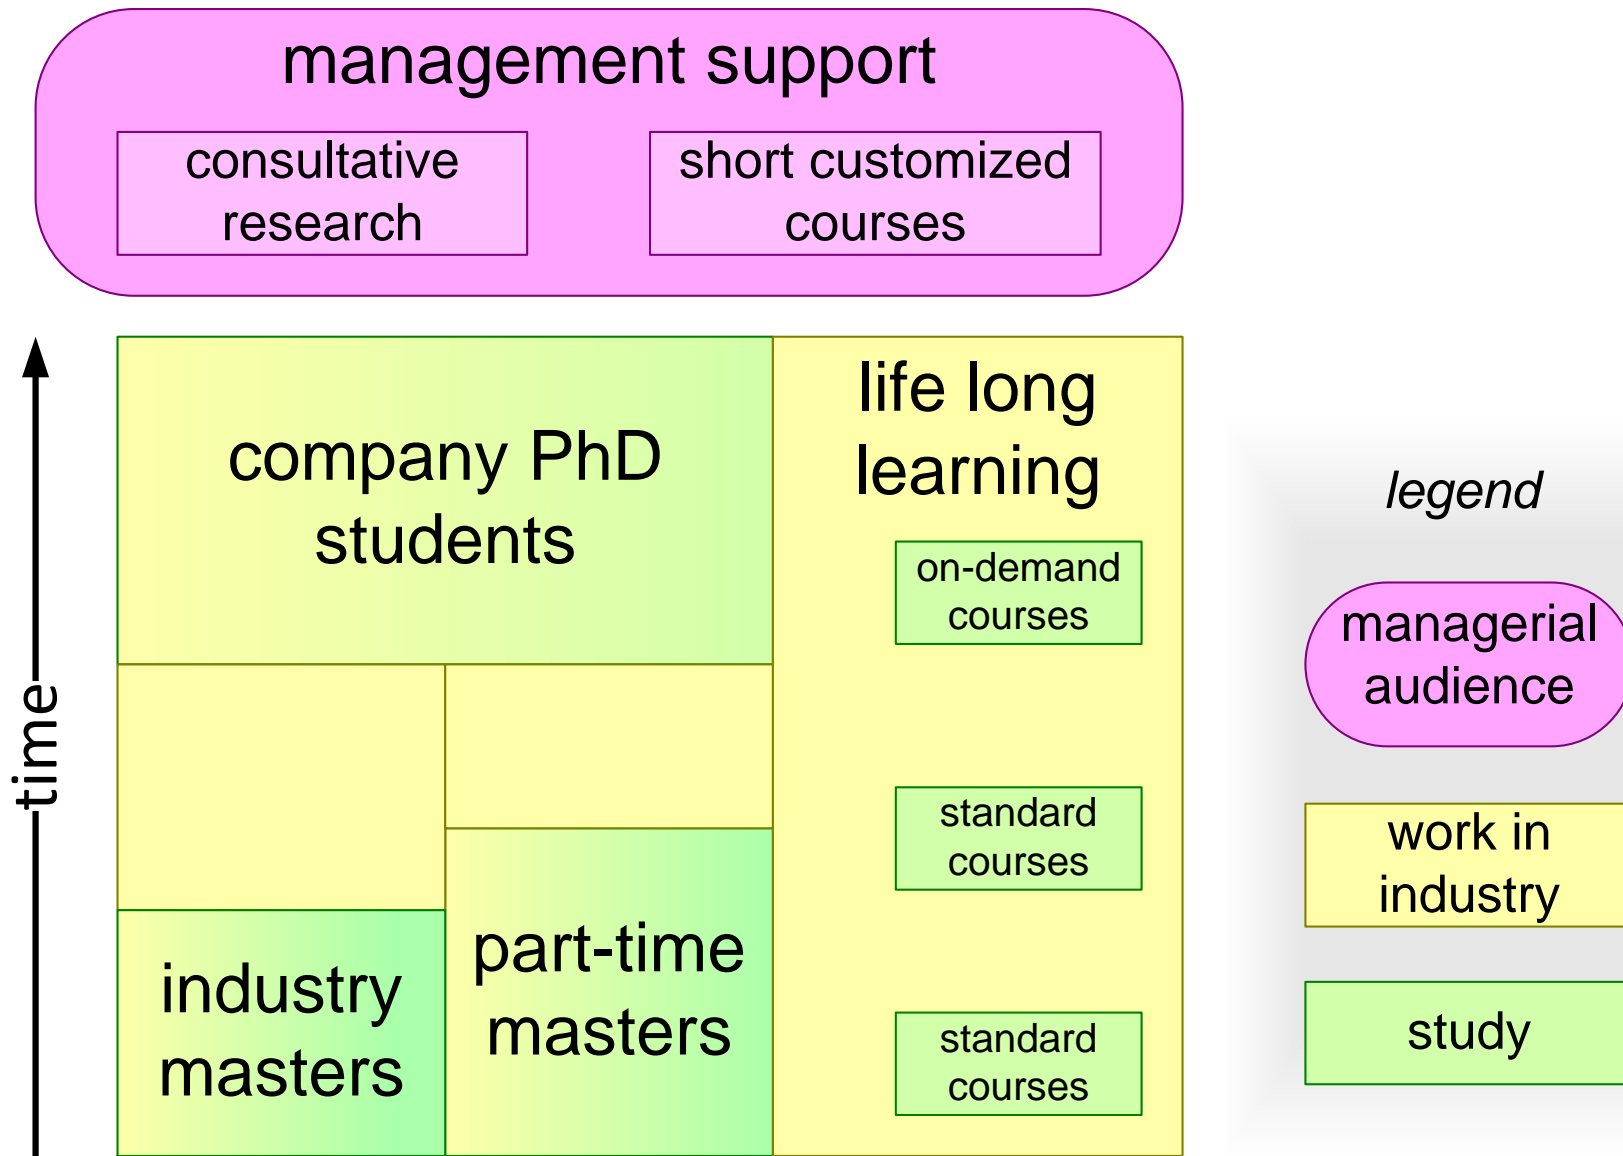 management support
consultative
research
short customized
courses
time
company PhD
students
life long
learning
on-demand
courses
standard
courses
industry
masters
part-time
masters
standard
courses
legend
managerial
audience
work in
industry
study